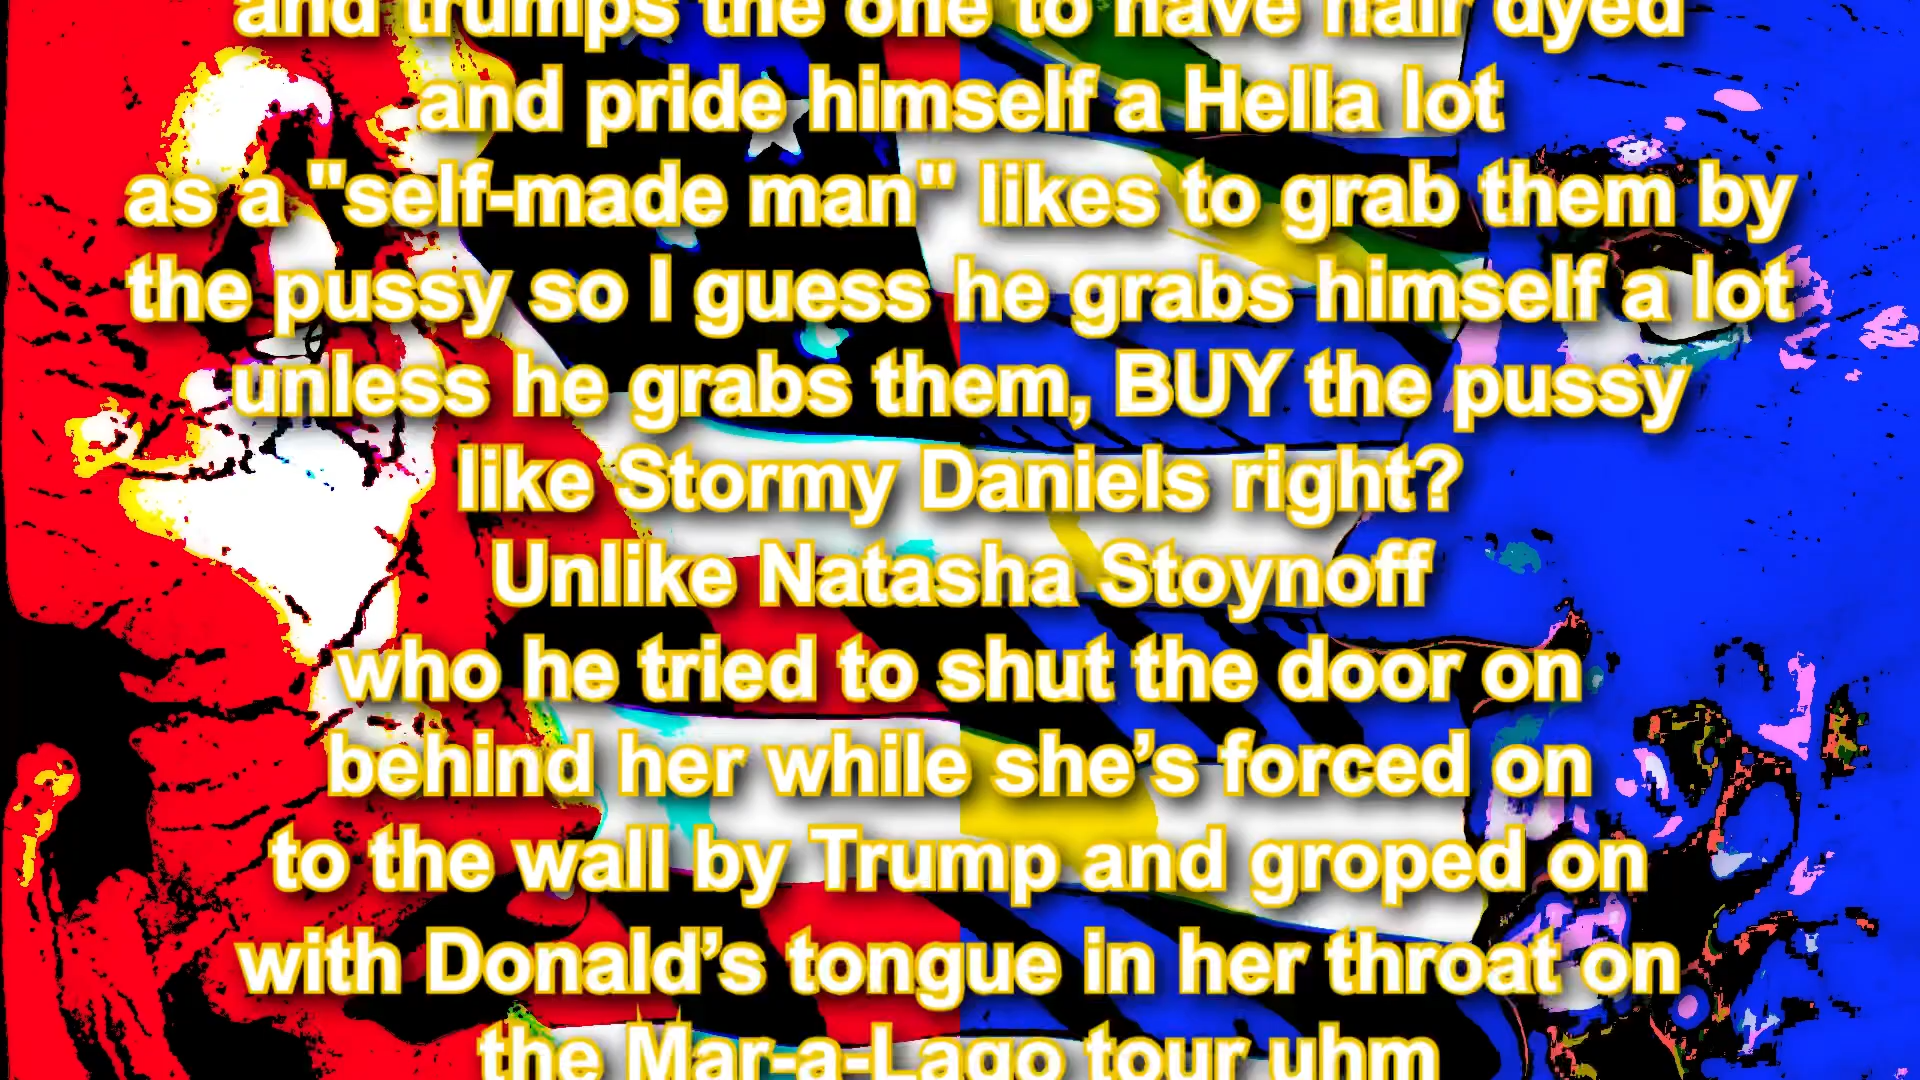 and trumps the one to have hair dyed
and pride himself a Hella lot
as a "self-made man" likes to grab them by
the pussy so I guess he grabs himself a lot
unless he grabs them, BUY the pussy
like Stormy Daniels right?
Unlike Natasha Stoynoff
who he tried to shut the door on
behind her while she’s forced on
to the wall by Trump and groped on
with Donald’s tongue in her throat on
the Mar-a-Lago tour uhm